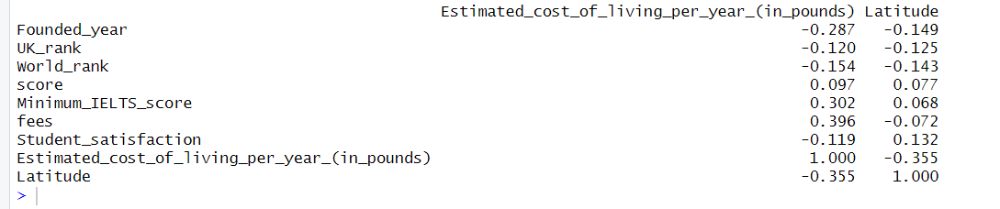 Estimated_cost_of_living_per_year_(in_pounds) Latitude
Founded_year -0.287 -0.149
UK_rank -0.120 -0.125
World_rank -0.154 -0.143
score 0.097 0.077
Minimum_IELTS_score 0.302 0.068
fees 0.396 -0.072
Student_satisfaction -0.119 0.132
Estimated_cost_of_living_per_year_(in_pounds) 1.000 -0.355
Latitude -0.355 1.000
>